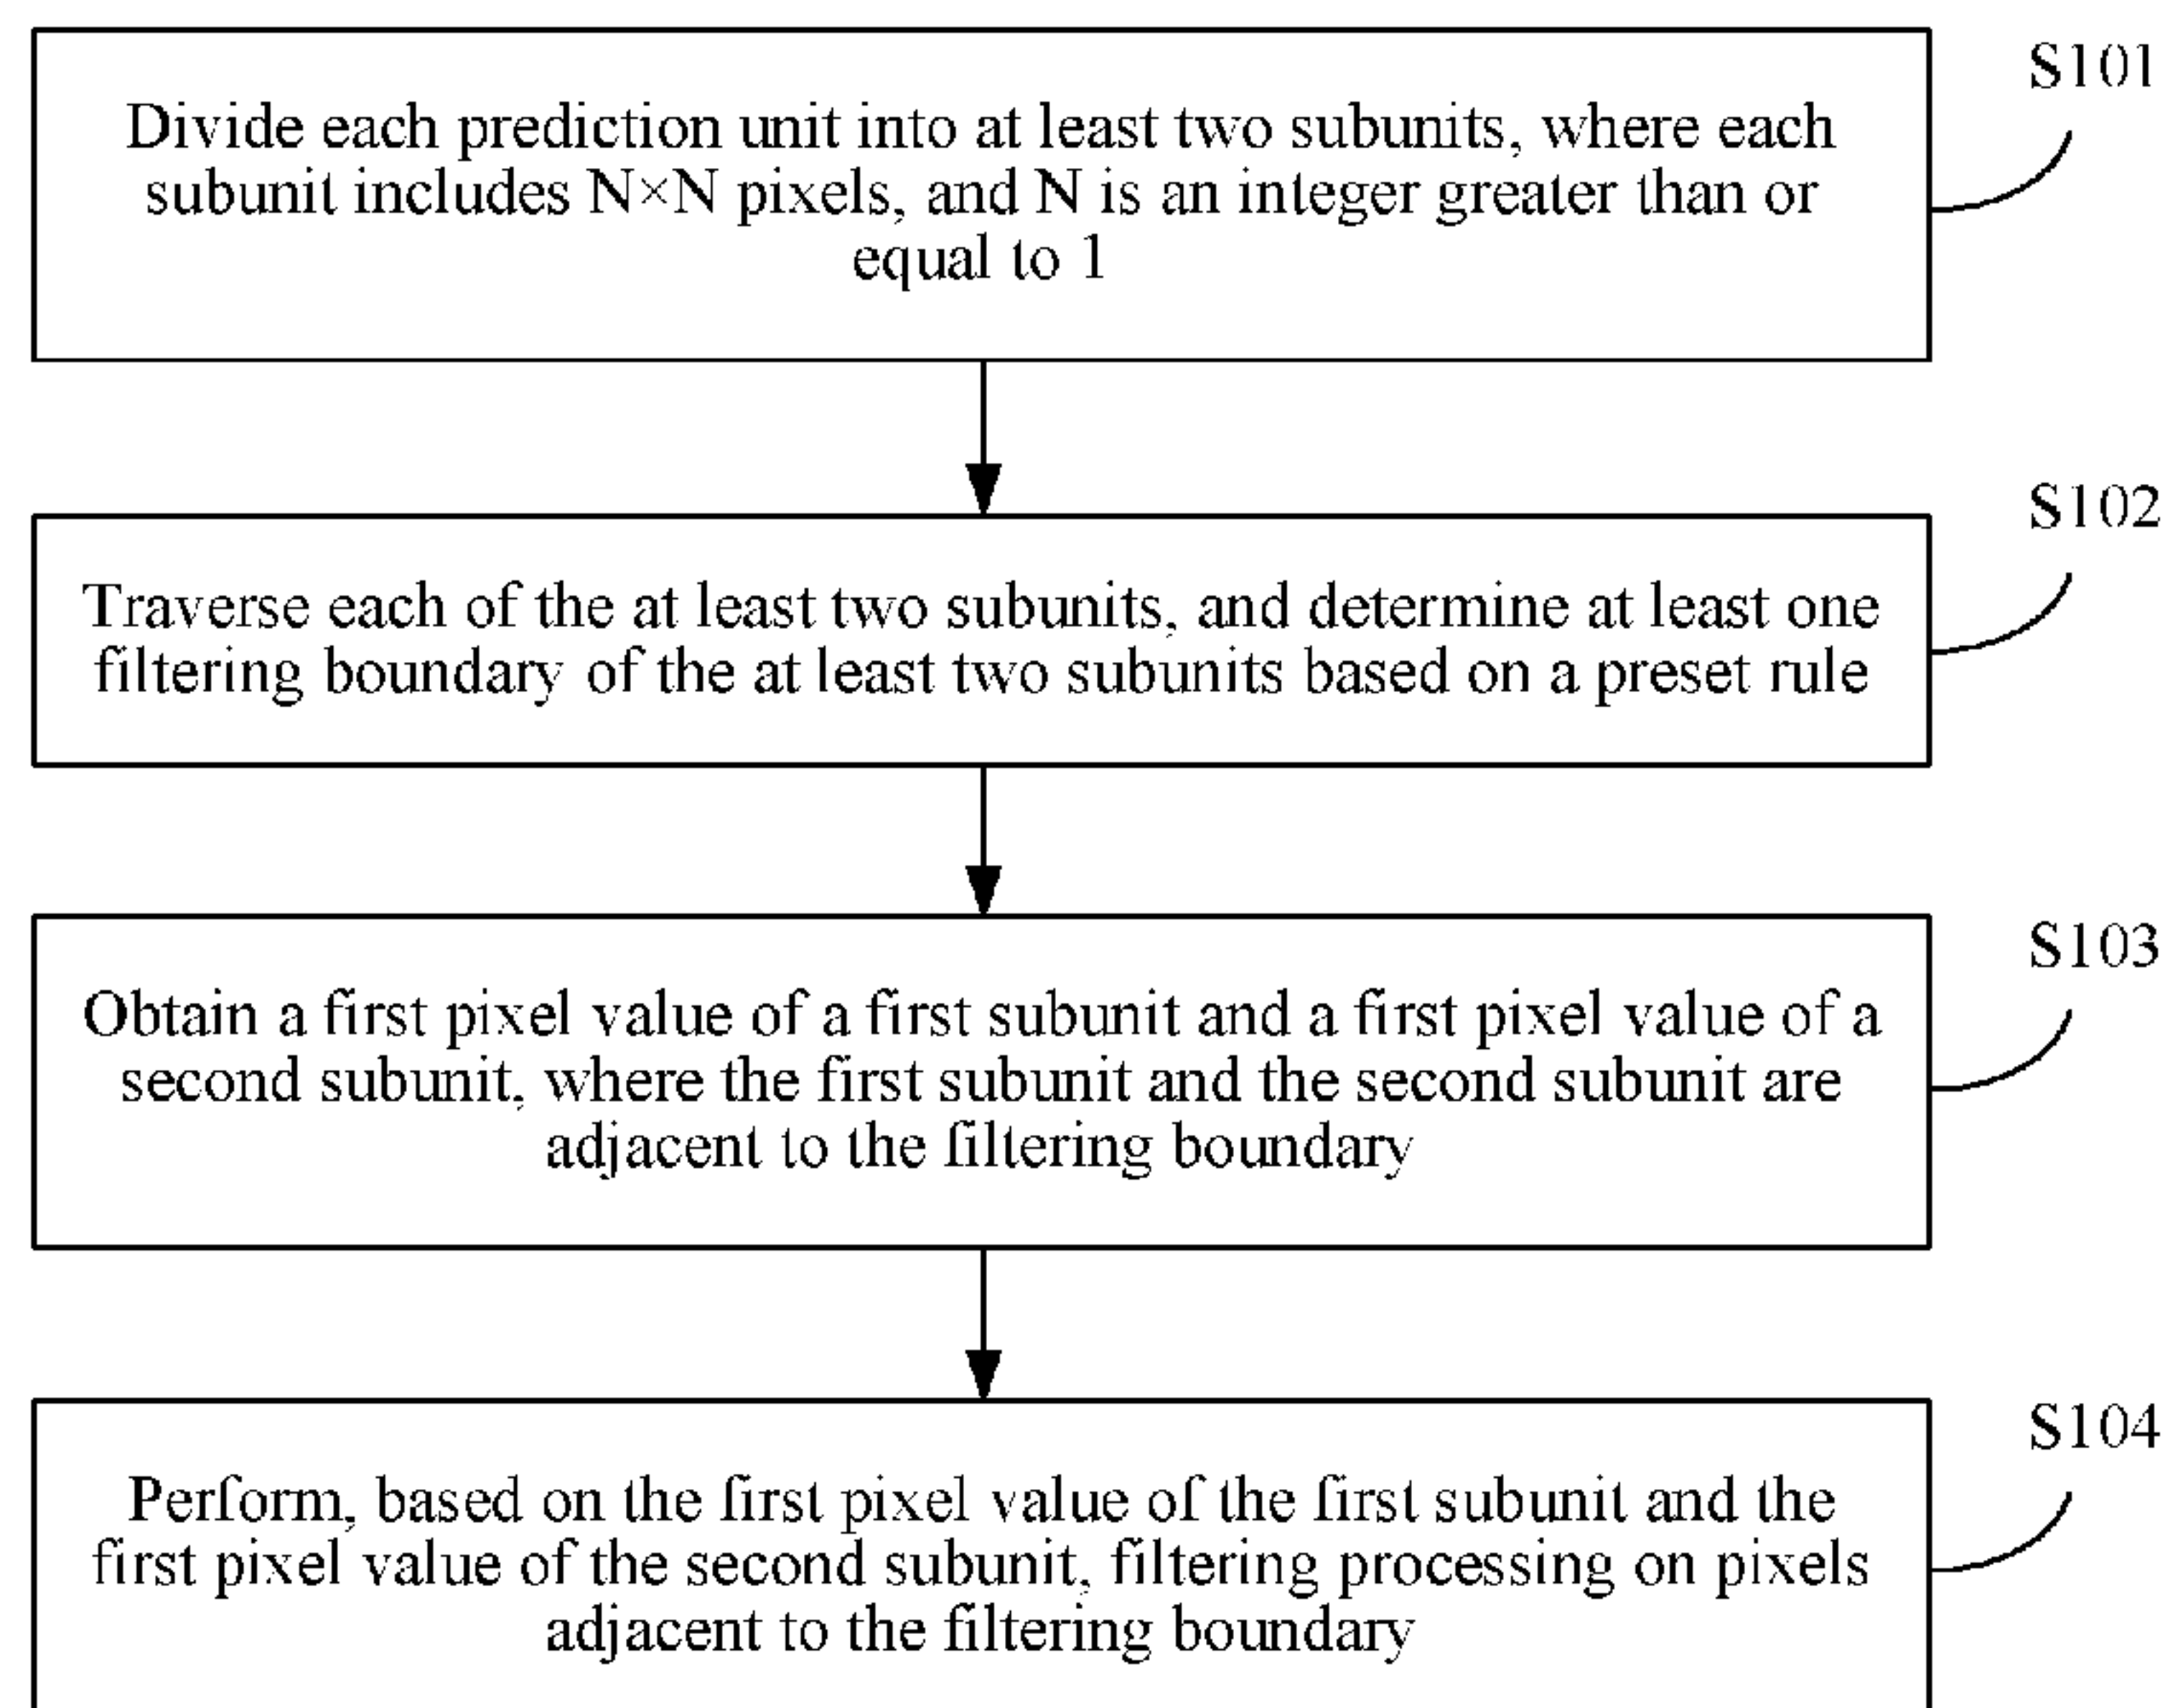 S101
Divide each prediction unit into at least two subunits, where each
subunit includes N×N pixels, and N is an integer greater than or
equal to 1
S102
Traverse each of the at least two subunits, and determine at least one
filtering boundary of the at least two subunits based on a preset rule
S103
Obtain a first pixel value of a first subunit and a first pixel value of a
second subunit, where the first subunit and the second subunit are
adjacent to the filtering boundary
S104
Perform, based on the first pixel value of the first subunit and the
first pixel value of the second subunit, filtering processing on pixels
adjacent to the filtering boundary